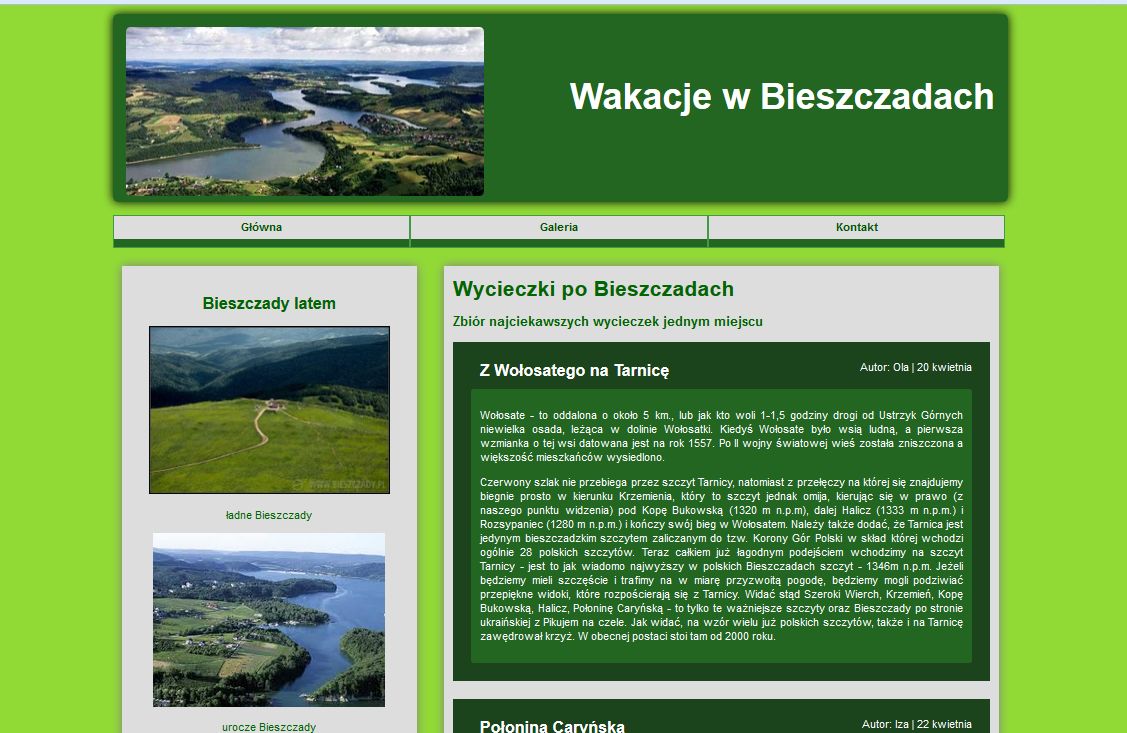 Wakacje w Bieszczadach
Główna
Galeria
Kontakt
Bieszczady latem
WWW.BIESZCZADY.PL
ładne Bieszczady
urocze Bieszczady
Wycieczki po Bieszczadach
Zbiór najciekawszych wycieczek jednym miejscu
Z Wołosatego na Tarnicę
Autor: Ola | 20 kwietnia
Wołosate - to oddalona o około 5 km., lub jak kto woli 1-1,5 godziny drogi od Ustrzyk Górnych
niewielka osada, leżąca w dolinie Wołosatki. Kiedyś Wołosate było wsią ludną, a pierwsza
wzmianka o tej wsi datowana jest na rok 1557. Po II wojny światowej wieś została zniszczona a
większość mieszkańców wysiedlono.
Czerwony szlak nie przebiega przez szczyt Tarnicy, natomiast z przełęczy na której się znajdujemy
biegnie prosto w kierunku Krzemienia, który to szczyt jednak omija, kierując się w prawo (z
naszego punktu widzenia) pod Kopę Bukowską (1320 m n.p.m), dalej Halicz (1333 m n.p.m.) i
Rozsypaniec (1280 m n.p.m.) i kończy swój bieg w Wołosatem. Należy także dodać, że Tarnica jest
jedynym bieszczadzkim szczytem zaliczanym do tzw. Korony Gór Polski w skład której wchodzi
ogólnie 28 polskich szczytów. Teraz całkiem już łagodnym podejściem wchodzimy na szczyt
Tarnicy - jest to jak wiadomo najwyższy w polskich Bieszczadach szczyt - 1346m n.p.m. Jeżeli
będziemy mieli szczęście i trafimy na w miarę przyzwoitą pogodę, będziemy mogli podziwiać
przepiękne widoki, które rozpościerają się z Tarnicy. Widać stąd Szeroki Wierch, Krzemień, Kopę
Bukowską, Halicz, Połoninę Caryńską - to tylko te ważniejsze szczyty oraz Bieszczady po stronie
ukraińskiej z Pikujem na czele. Jak widać, na wzór wielu już polskich szczytów, także i na Tarnicę
zawędrował krzyż. W obecnej postaci stoi tam od 2000 roku.
Połonina Caryńska
Autor: Iza | 22 kwietnia